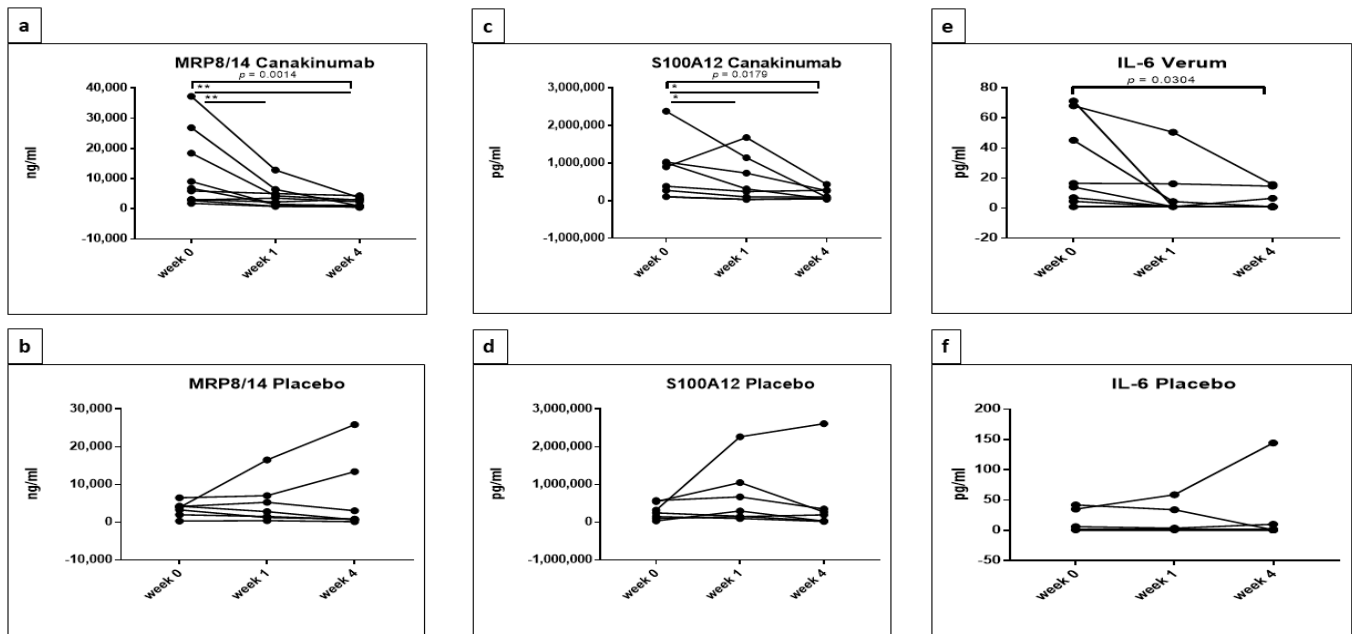 a
MRP8/14 Canakinumab
p = 0.0014
**
**
40,000
30,000
20,000
10,000
0
-10,000
ng/ml
week 0
week 1
week 4
c
S100A12 Canakinumab
p = 0.0179
*
*
3,000,000
2,000,000
1,000,000
0
-1,000,000
pg/ml
week 0
week 1
week 4
e
IL-6 Verum
p = 0.0304
80
60
40
20
0
-20
pg/ml
week 0
week 1
week 4
b
MRP8/14 Placebo
30,000
20,000
10,000
0
-10,000
ng/ml
week 0
week 1
week 4
d
S100A12 Placebo
3,000,000
2,000,000
1,000,000
0
-1,000,000
pg/ml
week 0
week 1
week 4
f
IL-6 Placebo
200
150
100
50
0
-50
pg/ml
week 0
week 1
week 4